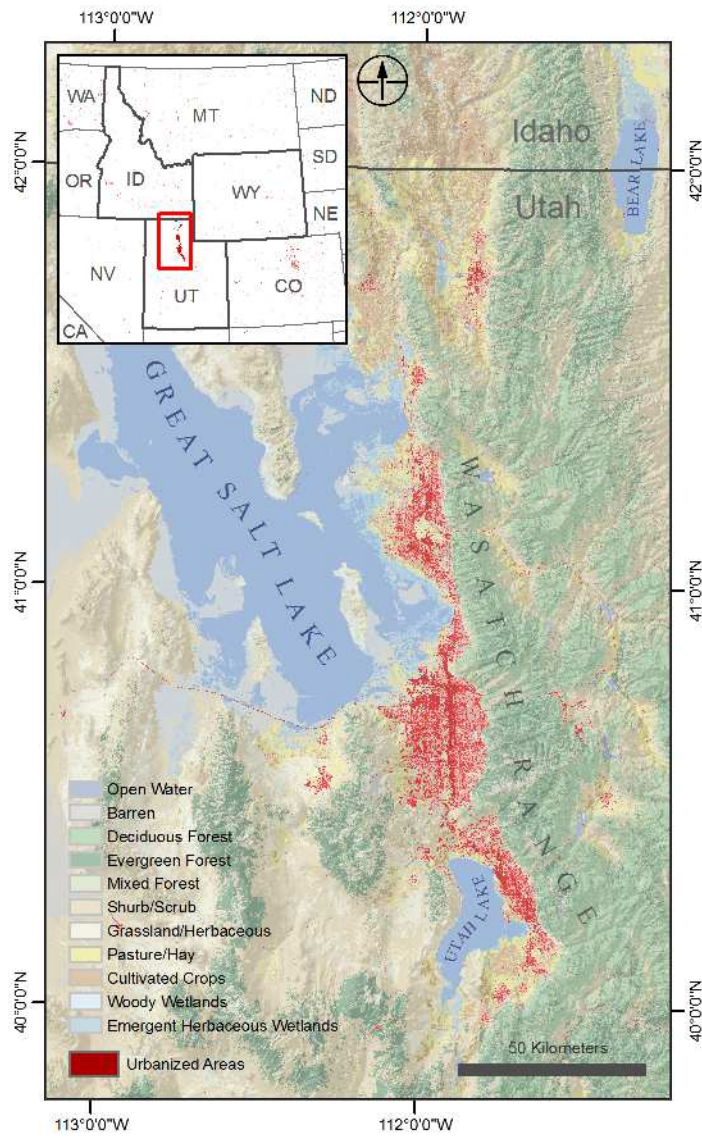 113°0'0"W
112°0'0"W
WA
MT
ND
OR
ID
SD
WY
NE
NV
UT
CO
CA
Idaho
Utah
BEAR LAKE
42°0'0"N
42°0'0"N
GREAT SALT LAKE
WASATCH RANGE
41°0'0"N
41°0'0"N
UTAH LAKE
Open Water
Barren
Deciduous Forest
Evergreen Forest
Mixed Forest
Shurb/Scrub
Grassland/Herbaceous
Pasture/Hay
Cultivated Crops
Woody Wetlands
Emergent Herbaceous Wetlands
Urbanized Areas
40°0'0"N
40°0'0"N
50 Kilometers
113°0'0"W
112°0'0"W